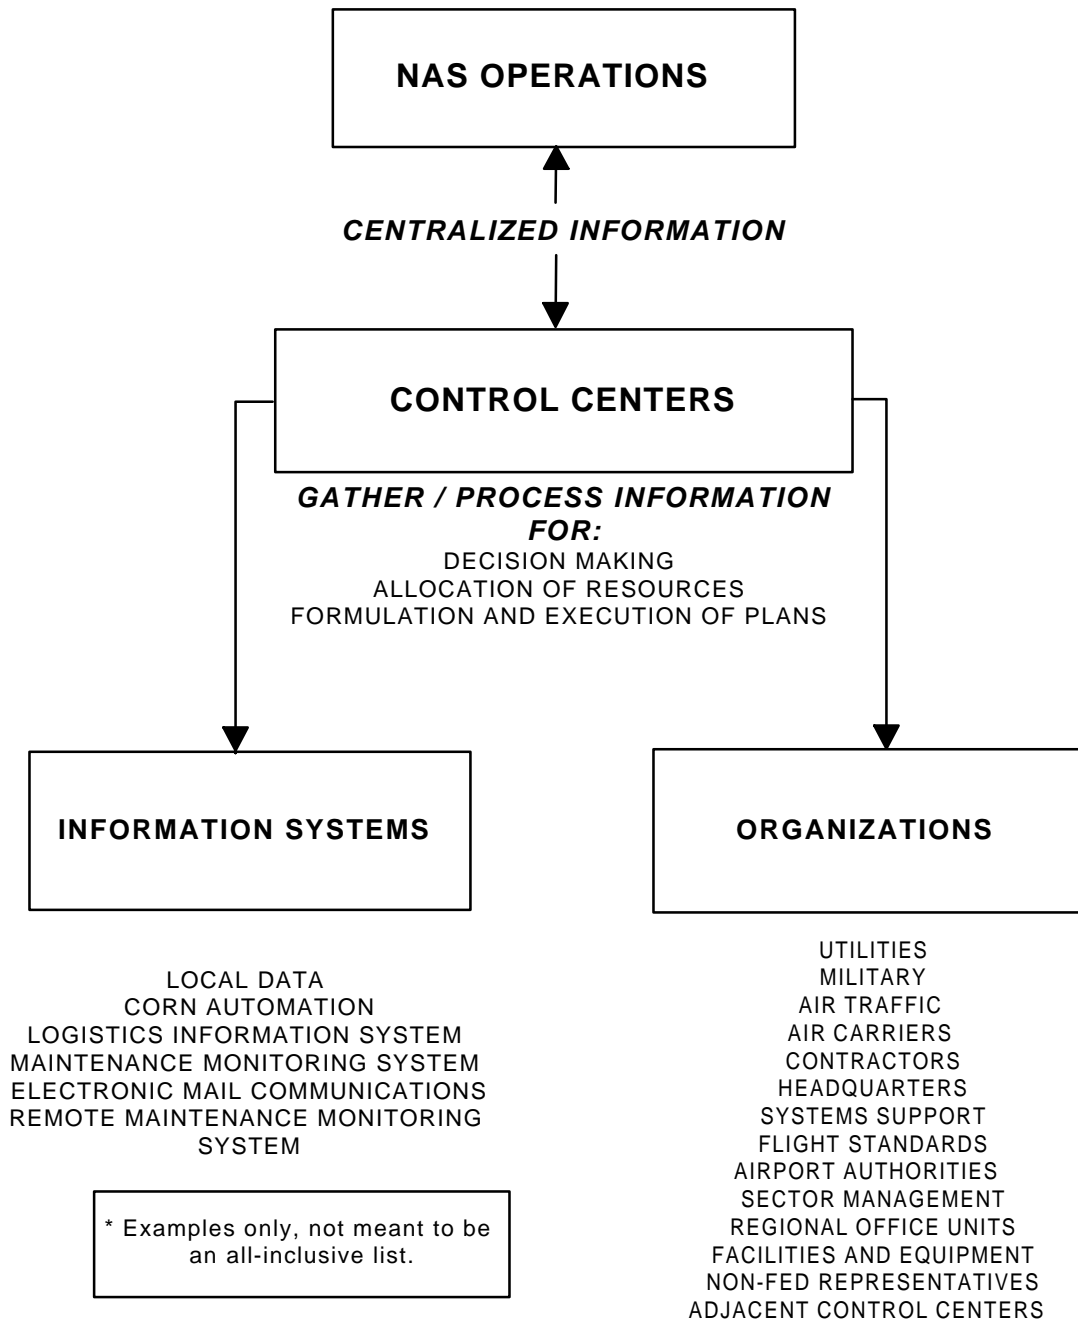 NAS OPERATIONS
CENTRALIZED INFORMATION
CONTROL CENTERS
GATHER / PROCESS INFORMATION
FOR:
DECISION MAKING
ALLOCATION OF RESOURCES
FORMULATION AND EXECUTION OF PLANS
INFORMATION SYSTEMS
LOCAL DATA
CORN AUTOMATION
LOGISTICS INFORMATION SYSTEM
MAINTENANCE MONITORING SYSTEM
ELECTRONIC MAIL COMMUNICATIONS
REMOTE MAINTENANCE MONITORING
SYSTEM
* Examples only, not meant to be
an all-inclusive list.
ORGANIZATIONS
UTILITIES
MILITARY
AIR TRAFFIC
AIR CARRIERS
CONTRACTORS
HEADQUARTERS
SYSTEMS SUPPORT
FLIGHT STANDARDS
AIRPORT AUTHORITIES
SECTOR MANAGEMENT
REGIONAL OFFICE UNITS
FACILITIES AND EQUIPMENT
NON-FED REPRESENTATIVES
ADJACENT CONTROL CENTERS